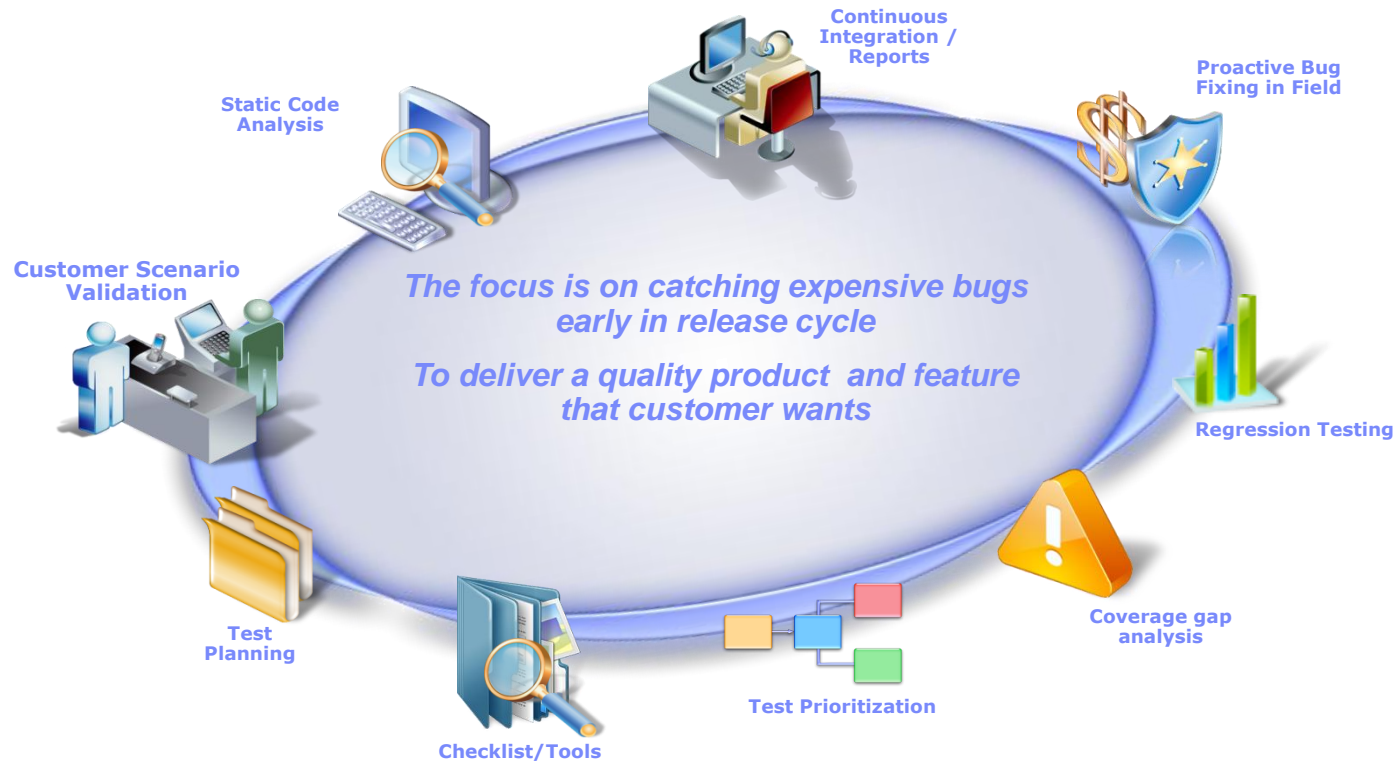 Continuous
Integration /
Reports
Proactive Bug
Fixing in Field
Static Code
Analysis
Customer Scenario
Validation
The focus is on catching expensive bugs
early in release cycle
To deliver a quality product and feature
that customer wants
Regression Testing
Coverage gap
analysis
Test
Planning
Test Prioritization
Checklist/Tools